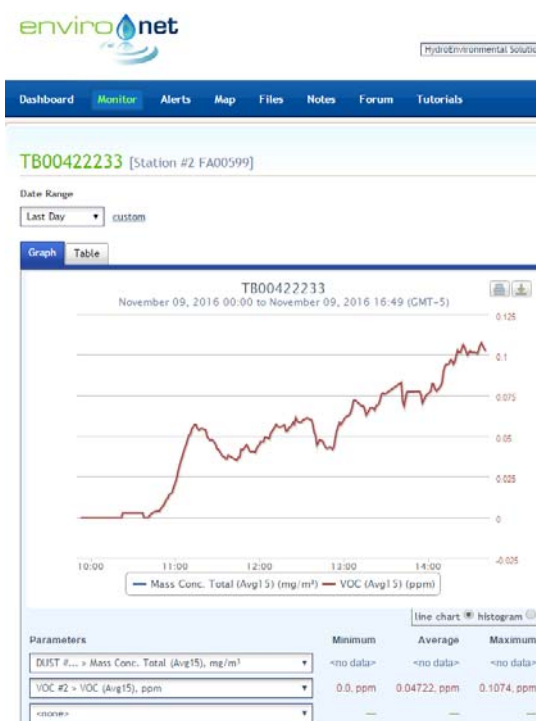 enviro net
HydroEnvironmental Solutio
Dashboard Monitor Alerts Map Files Notes Forum Tutorials
TB00422233 [Station #2 FA00599]
Date Range
Last Day custom
Graph Table
TB00422233
November 09, 2016 00:00 to November 09, 2016 16:49 (GMT-5)
0.125
0.1
0.075
0.05
0.025
0
-0.025
10:00 11:00 12:00 13:00 14:00
Mass Conc. Total (Avg15) (mg/m³) VOC (Avg15) (ppm)
line chart histogram
Parameters Minimum Average Maximum
DUST #... > Mass Conc. Total (Avg15), mg/m³ <no data> <no data> <no data>
VOC #2 > VOC (Avg15), ppm 0.0, ppm 0.04722, ppm 0.1074, ppm
<none> — — —